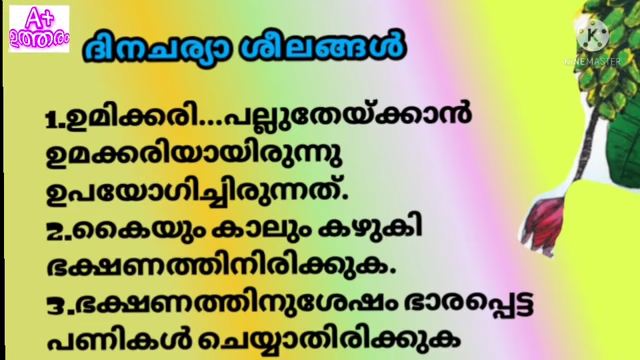 A+
ഉത്തരം
ദിനചര്യാ ശീലങ്ങൾ
KINEMASTER
1.ഉമിക്കരി...പല്ലുതേയ്ക്കാൻ
ഉമക്കരിയായിരുന്നു
ഉപയോഗിച്ചിരുന്നത്.
2.കൈയും കാലും കഴുകി
ഭക്ഷണത്തിനിരിക്കുക.
3.ഭക്ഷണത്തിനുശേഷം ഭാരപ്പെട്ട
പണികൾ ചെയ്യാതിരിക്കുക